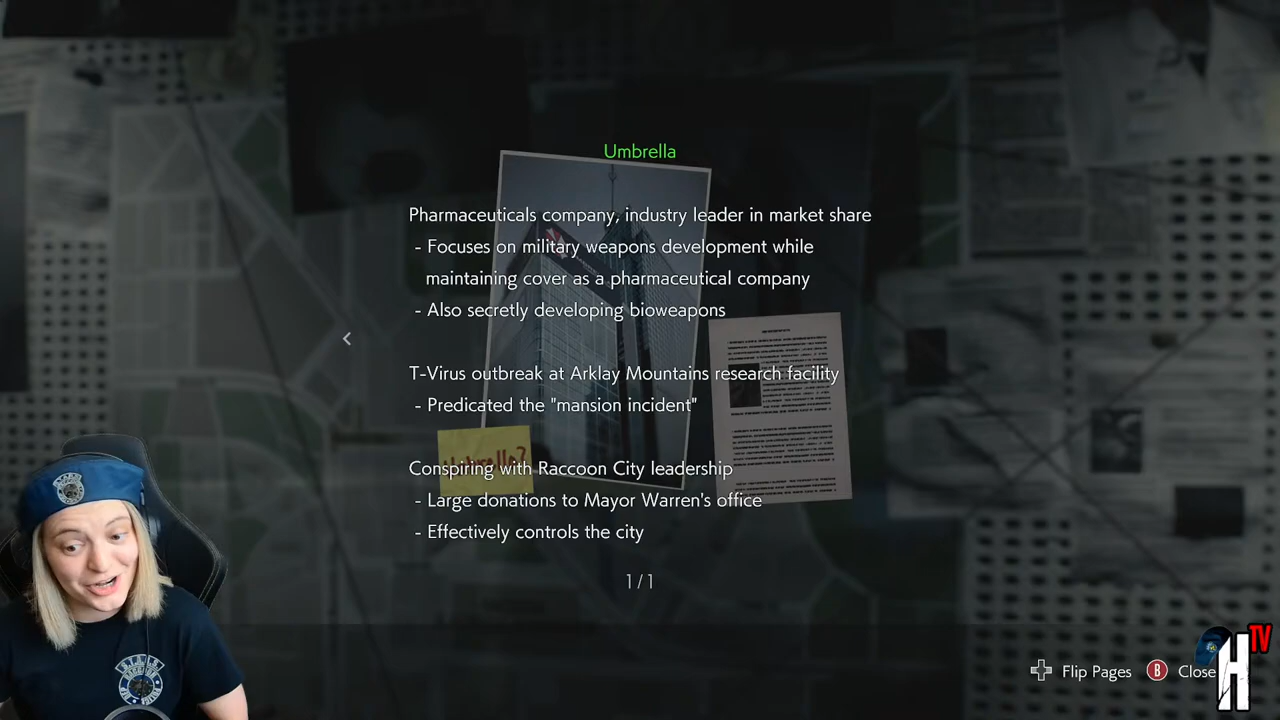 Umbrella
Pharmaceuticals company, industry leader in market share
- Focuses on military weapons development while
maintaining cover as a pharmaceutical company
- Also secretly developing bioweapons
T-Virus outbreak at Arklay Mountains research facility
- Predicated the "mansion incident"
Conspiring with Raccoon City leadership
- Large donations to Mayor Warren's office
- Effectively controls the city
1 / 1
Flip Pages B Close
H TV
S.T.A.R.S.